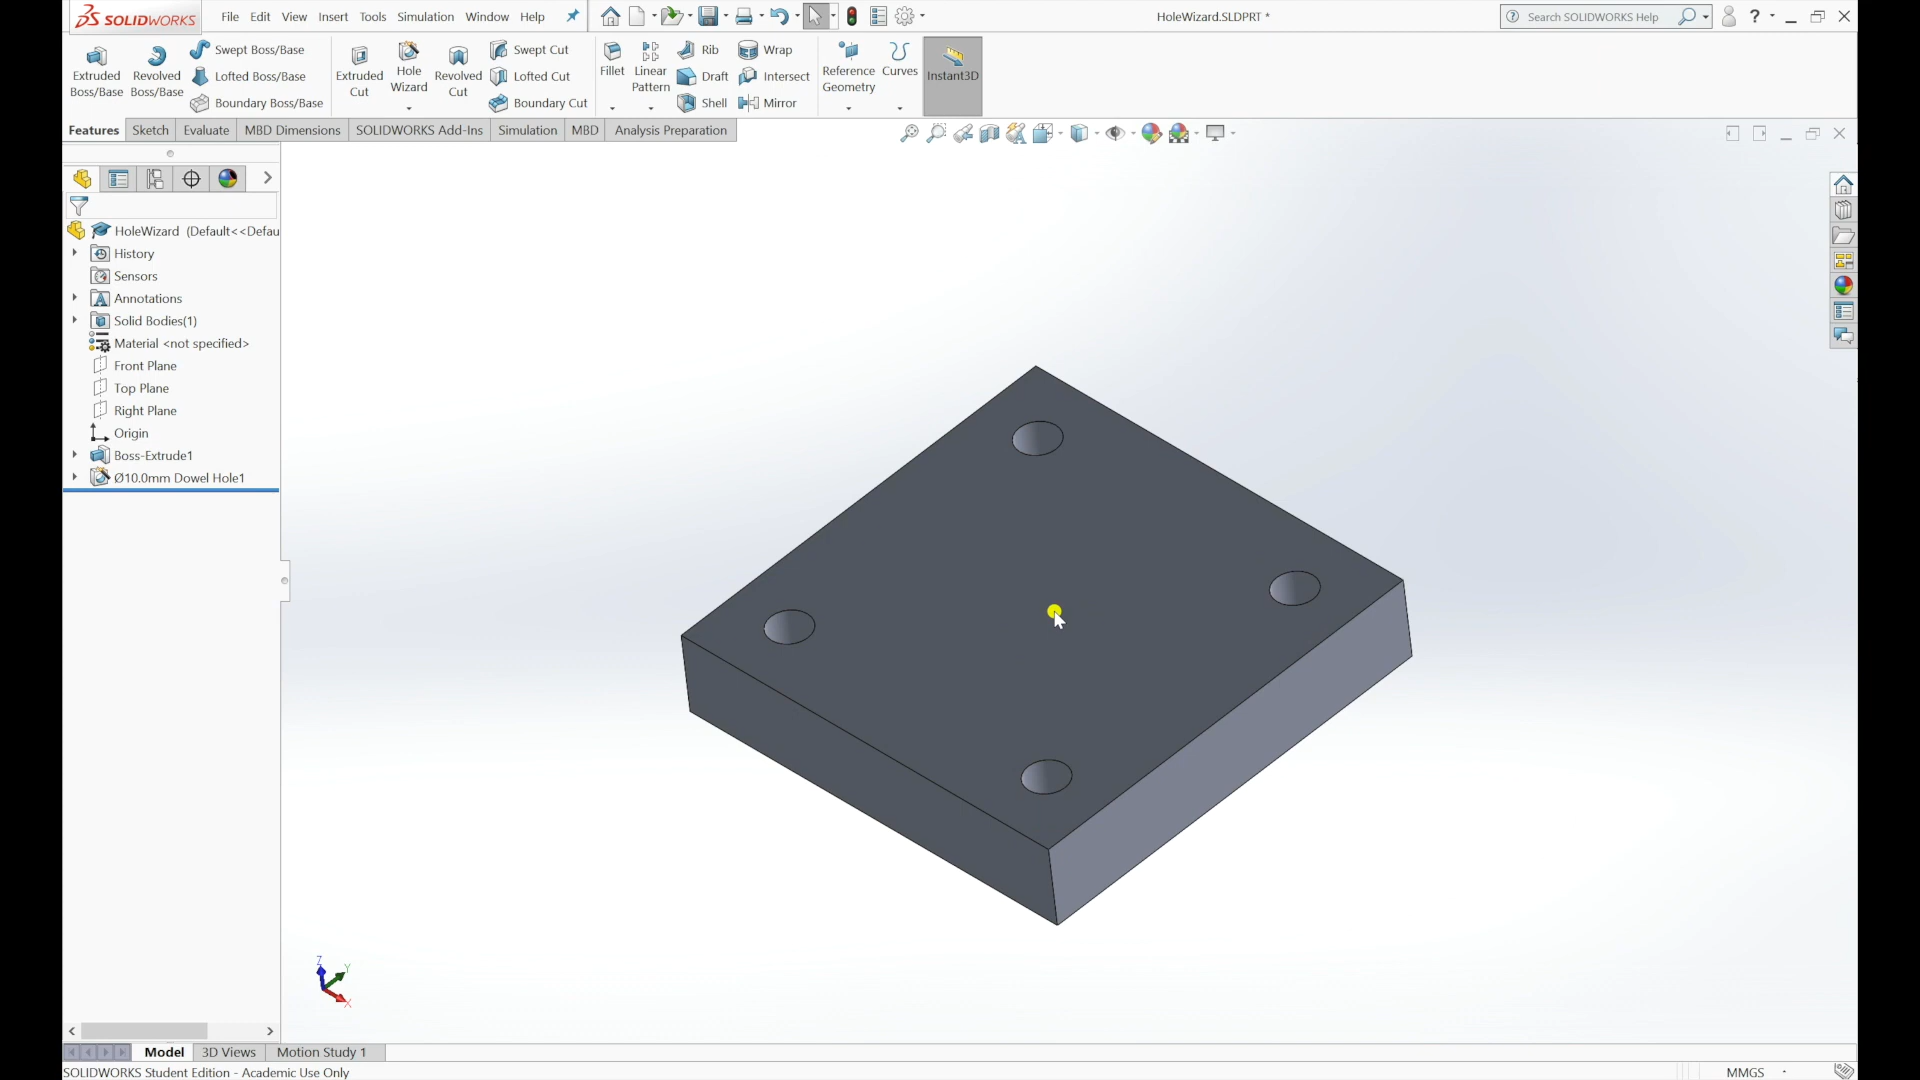 SOLIDWORKS File Edit View Insert Tools Simulation Window Help HoleWizard.SLDPRT * Search SOLIDWORKS Help ?
Extruded Boss/Base
Revolved Boss/Base
Swept Boss/Base
Lofted Boss/Base
Boundary Boss/Base
Extruded Cut
Hole Wizard
Revolved Cut
Swept Cut
Lofted Cut
Boundary Cut
Fillet
Linear Pattern
Rib
Draft
Shell
Wrap
Intersect
Mirror
Reference Geometry
Curves
Instant3D
Features Sketch Evaluate MBD Dimensions SOLIDWORKS Add-Ins Simulation MBD Analysis Preparation
HoleWizard (Default<<Defau
History
Sensors
Annotations
Solid Bodies(1)
Material <not specified>
Front Plane
Top Plane
Right Plane
Origin
Boss-Extrude1
Ø10.0mm Dowel Hole1
Z
Y
X
Model 3D Views Motion Study 1
SOLIDWORKS Student Edition - Academic Use Only MMGS